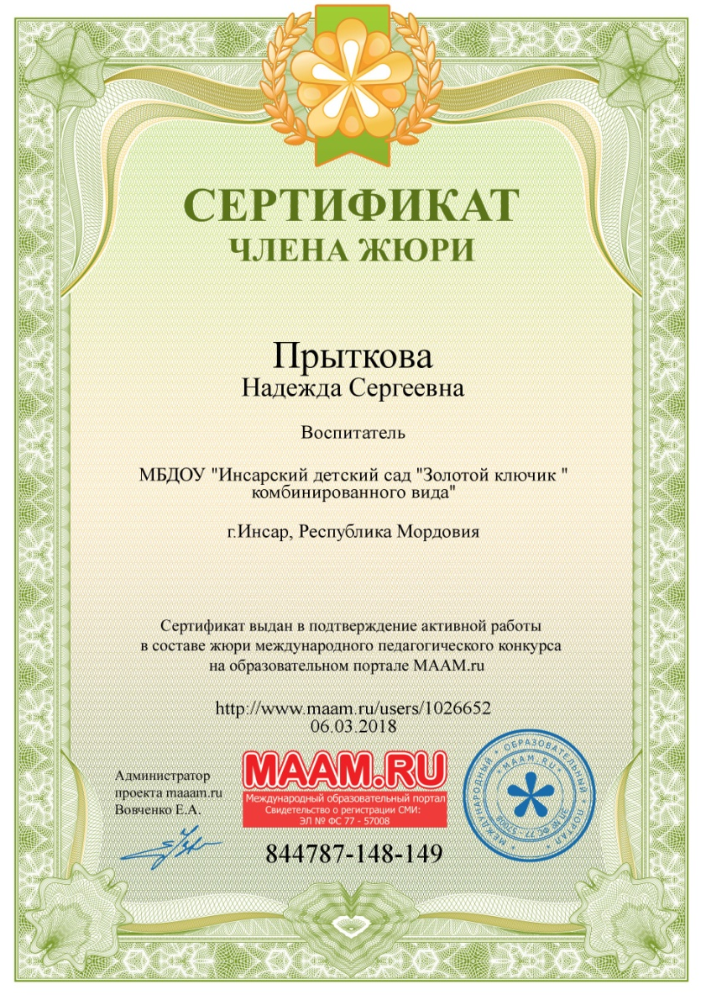 СЕРТИФИКАТ
ЧЛЕНА ЖЮРИ
Прыткова
Надежда Сергеевна
Воспитатель
МБДОУ "Инсарский детский сад "Золотой ключик "
комбинированного вида"
г.Инсар, Республика Мордовия
Сертификат выдан в подтверждение активной работы
в составе жюри международного педагогического конкурса
на образовательном портале MAAM.ru
http://www.maam.ru/users/1026652
06.03.2018
Администратор
проекта maaam.ru
Вовченко Е.А.
MAAM.RU
Международный образовательный портал
Свидетельство о регистрации СМИ:
ЭЛ № ФС 77 - 57008
844787-148-149
* МЕЖДУНАРОДНЫЙ * ОБРАЗОВАТЕЛЬНЫЙ * ПОРТАЛ *
* MAAM.RU *
ЭЛ № ФС 77- 57008